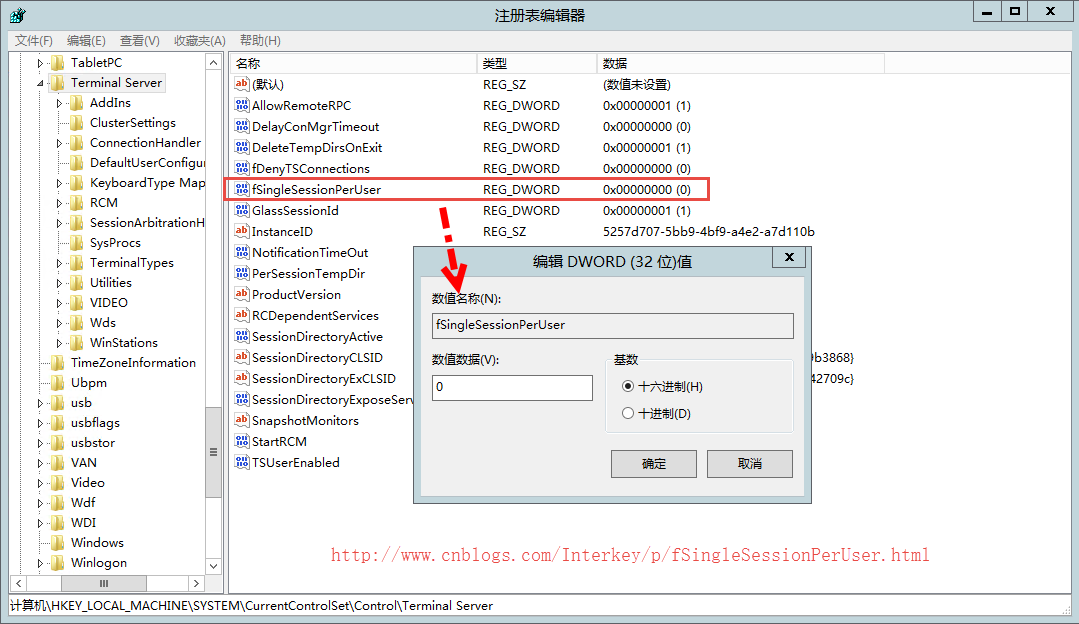 注册表编辑器
文件(F) 编辑(E) 查看(V) 收藏夹(A) 帮助(H)
TabletPC
Terminal Server
AddIns
ClusterSettings
ConnectionHandler
DefaultUserConfigur
KeyboardType Map
RCM
SessionArbitrationH
SysProcs
TerminalTypes
Utilities
VIDEO
Wds
WinStations
TimeZoneInformation
Ubpm
usb
usbflags
usbstor
VAN
Video
Wdf
WDI
Windows
Winlogon
名称 类型 数据
(默认) REG_SZ (数值未设置)
AllowRemoteRPC REG_DWORD 0x00000001 (1)
DelayConMgrTimeout REG_DWORD 0x00000000 (0)
DeleteTempDirsOnExit REG_DWORD 0x00000001 (1)
fDenyTSConnections REG_DWORD 0x00000000 (0)
fSingleSessionPerUser REG_DWORD 0x00000000 (0)
GlassSessionId REG_DWORD 0x00000001 (1)
InstanceID REG_SZ 5257d707-5bb9-4bf9-a4e2-a7d110b
NotificationTimeOut
PerSessionTempDir
ProductVersion
RCDependentServices
SessionDirectoryActive
SessionDirectoryCLSID 9b3868}
SessionDirectoryExCLSID 42709c}
SessionDirectoryExposeServ
SnapshotMonitors
StartRCM
TSUserEnabled
编辑 DWORD (32 位)值
数值名称(N):
fSingleSessionPerUser
数值数据(V):
0
基数
十六进制(H)
十进制(D)
确定 取消
http://www.cnblogs.com/Interkey/p/fSingleSessionPerUser.html
计算机\HKEY_LOCAL_MACHINE\SYSTEM\CurrentControlSet\Control\Terminal Server